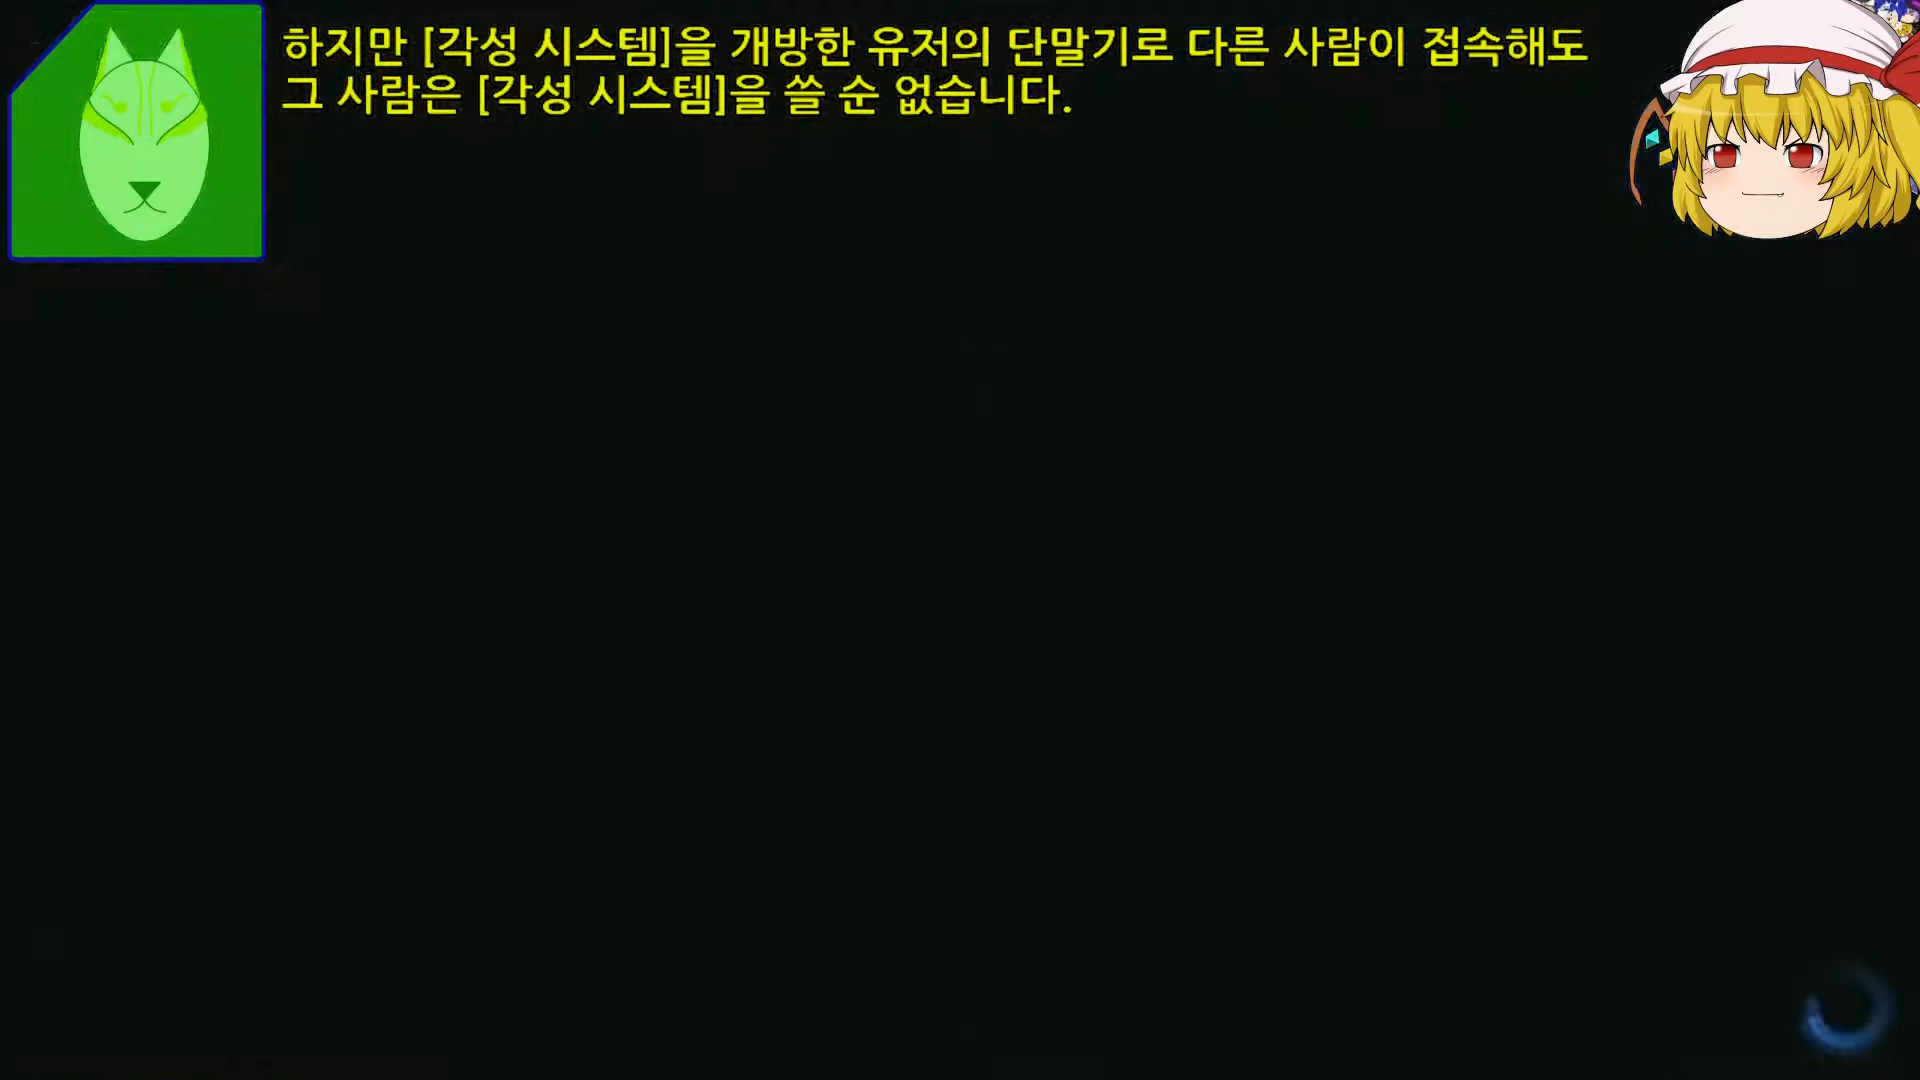 하지만 [각성 시스템]을 개방한 유저의 단말기로 다른 사람이 접속해도
그 사람은 [각성 시스템]을 쓸 순 없습니다.